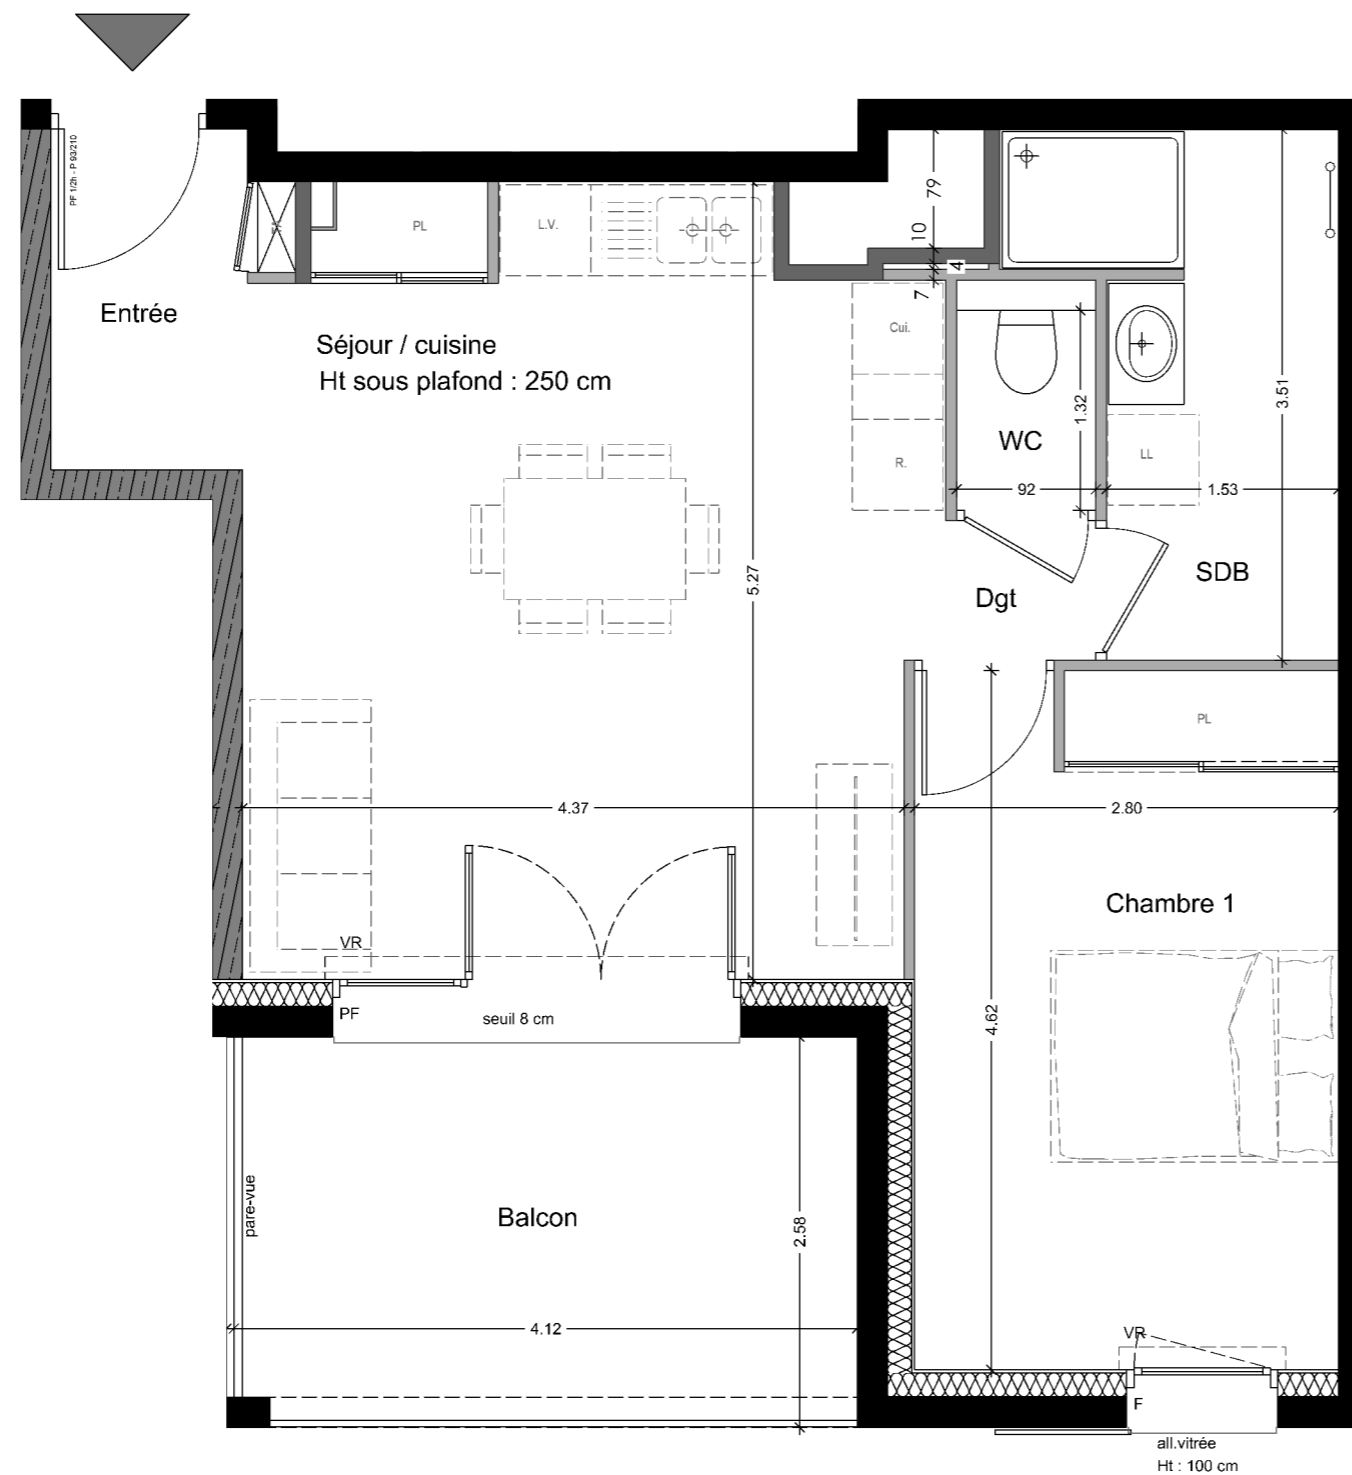 PF 1/2h - P 93/210
79
10
4
7
PL
L.V.
Entrée
Séjour / cuisine
Ht sous plafond : 250 cm
Cui.
R.
WC
1.32
92
3.51
LL
1.53
SDB
5.27
Dgt
PL
4.37
2.80
Chambre 1
VR
PF
seuil 8 cm
4.62
pare-vue
Balcon
2.58
4.12
VR
F
all.vitrée
Ht : 100 cm